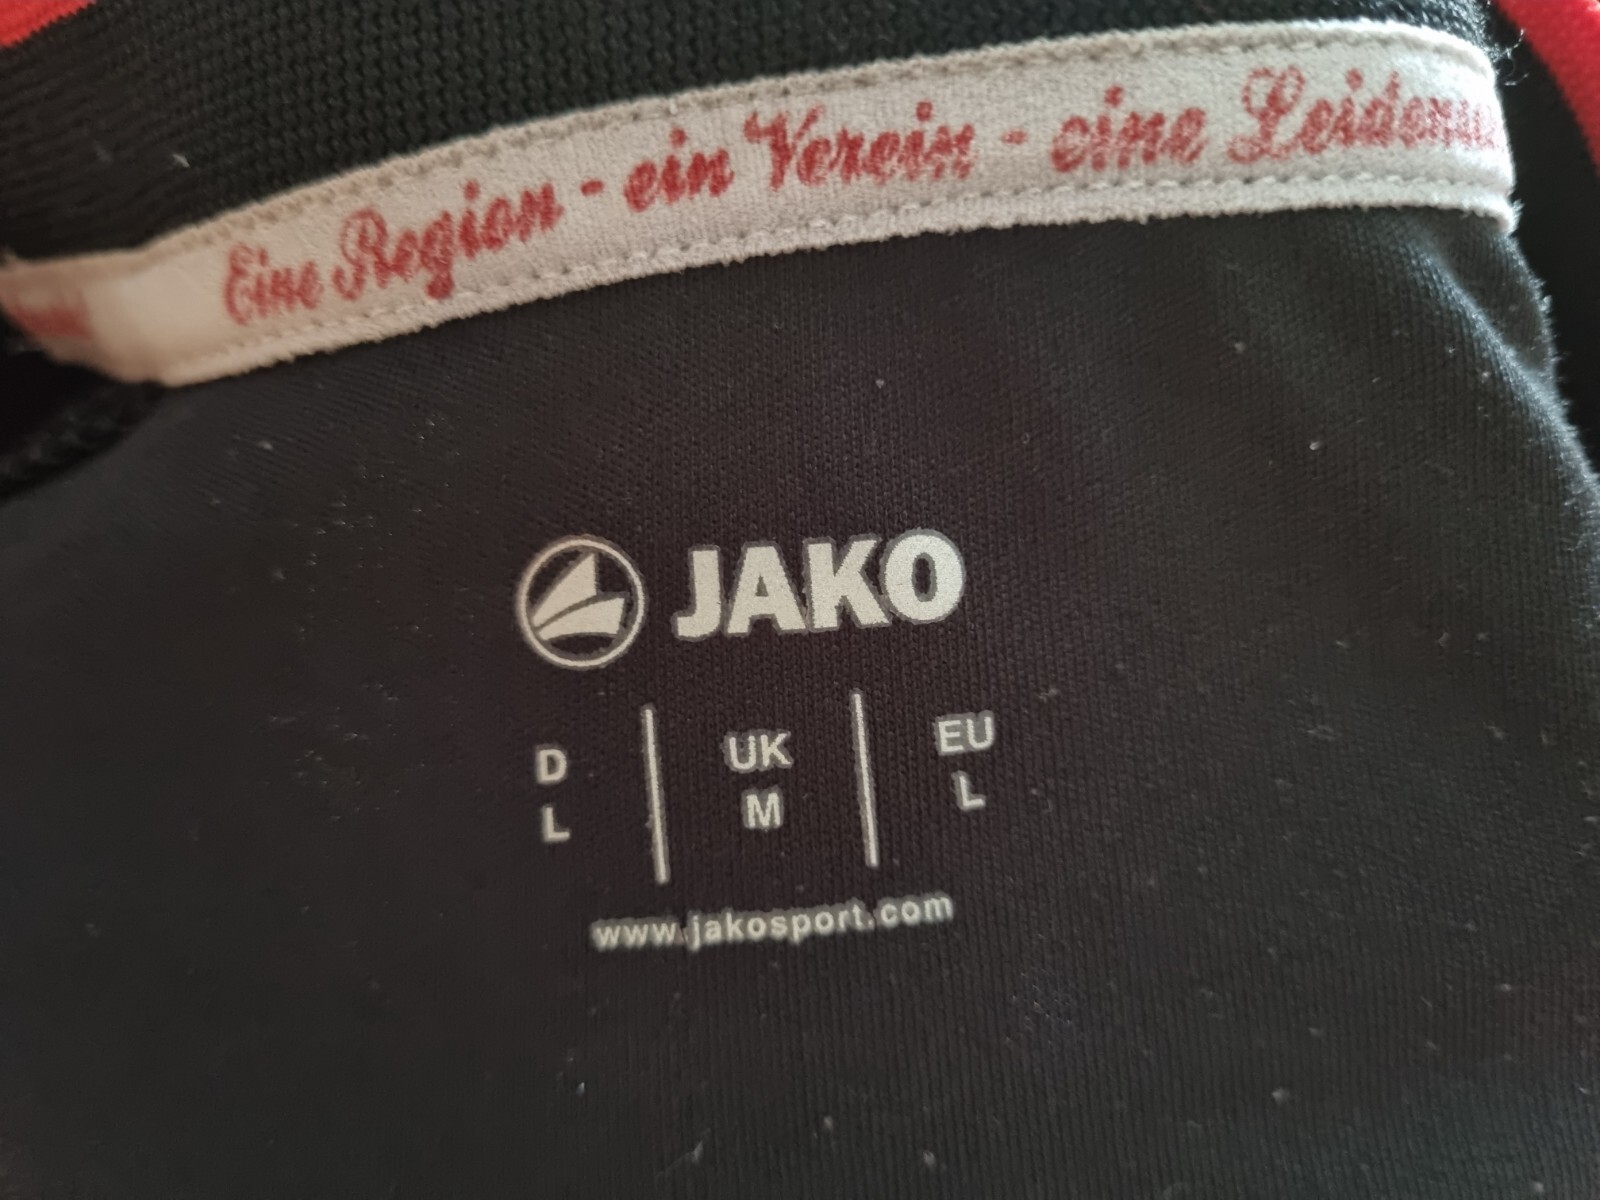 Eine Region - ein Verein - eine
JAKO
D
L
UK
M
EU
L
www.jakosport.com